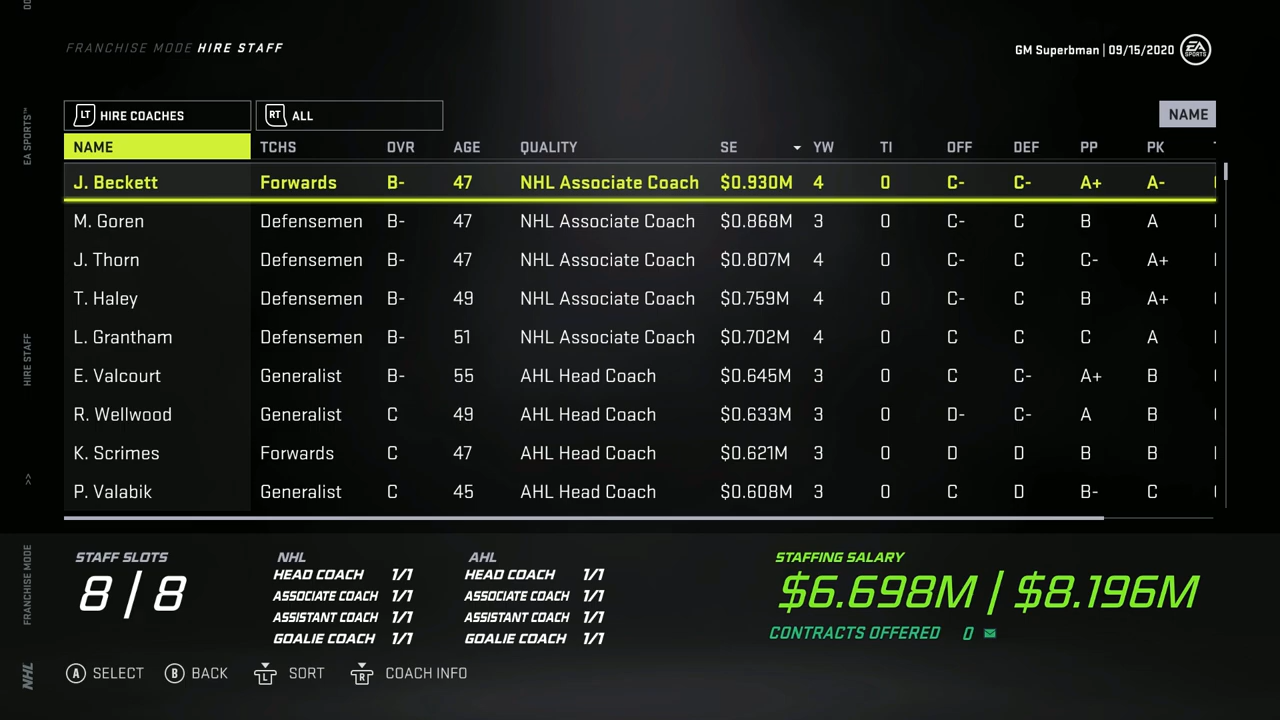 FRANCHISE MODE HIRE STAFF
GM Superbman | 09/15/2020 EA SPORTS
LT HIRE COACHES RT ALL NAME
NAME TCHS OVR AGE QUALITY SE YW TI OFF DEF PP PK
J. Beckett Forwards B- 47 NHL Associate Coach $0.930M 4 0 C- C- A+ A-
M. Goren Defensemen B- 47 NHL Associate Coach $0.868M 3 0 C- C B A
J. Thorn Defensemen B- 47 NHL Associate Coach $0.807M 4 0 C- C C- A+
T. Haley Defensemen B- 49 NHL Associate Coach $0.759M 4 0 C- C B A+
L. Grantham Defensemen B- 51 NHL Associate Coach $0.702M 4 0 C C C A
E. Valcourt Generalist B- 55 AHL Head Coach $0.645M 3 0 C C- A+ B
R. Wellwood Generalist C 49 AHL Head Coach $0.633M 3 0 D- C- A B
K. Scrimes Forwards C 47 AHL Head Coach $0.621M 3 0 D D B B
P. Valabik Generalist C 45 AHL Head Coach $0.608M 3 0 C D B- C
STAFF SLOTS
8 / 8
NHL
HEAD COACH 1/1
ASSOCIATE COACH 1/1
ASSISTANT COACH 1/1
GOALIE COACH 1/1
AHL
HEAD COACH 1/1
ASSOCIATE COACH 1/1
ASSISTANT COACH 1/1
GOALIE COACH 1/1
STAFFING SALARY
$6.698M / $8.196M
CONTRACTS OFFERED 0
A SELECT B BACK L SORT R COACH INFO
EA SPORTS™
HIRE STAFF
>>
FRANCHISE MODE
NHL